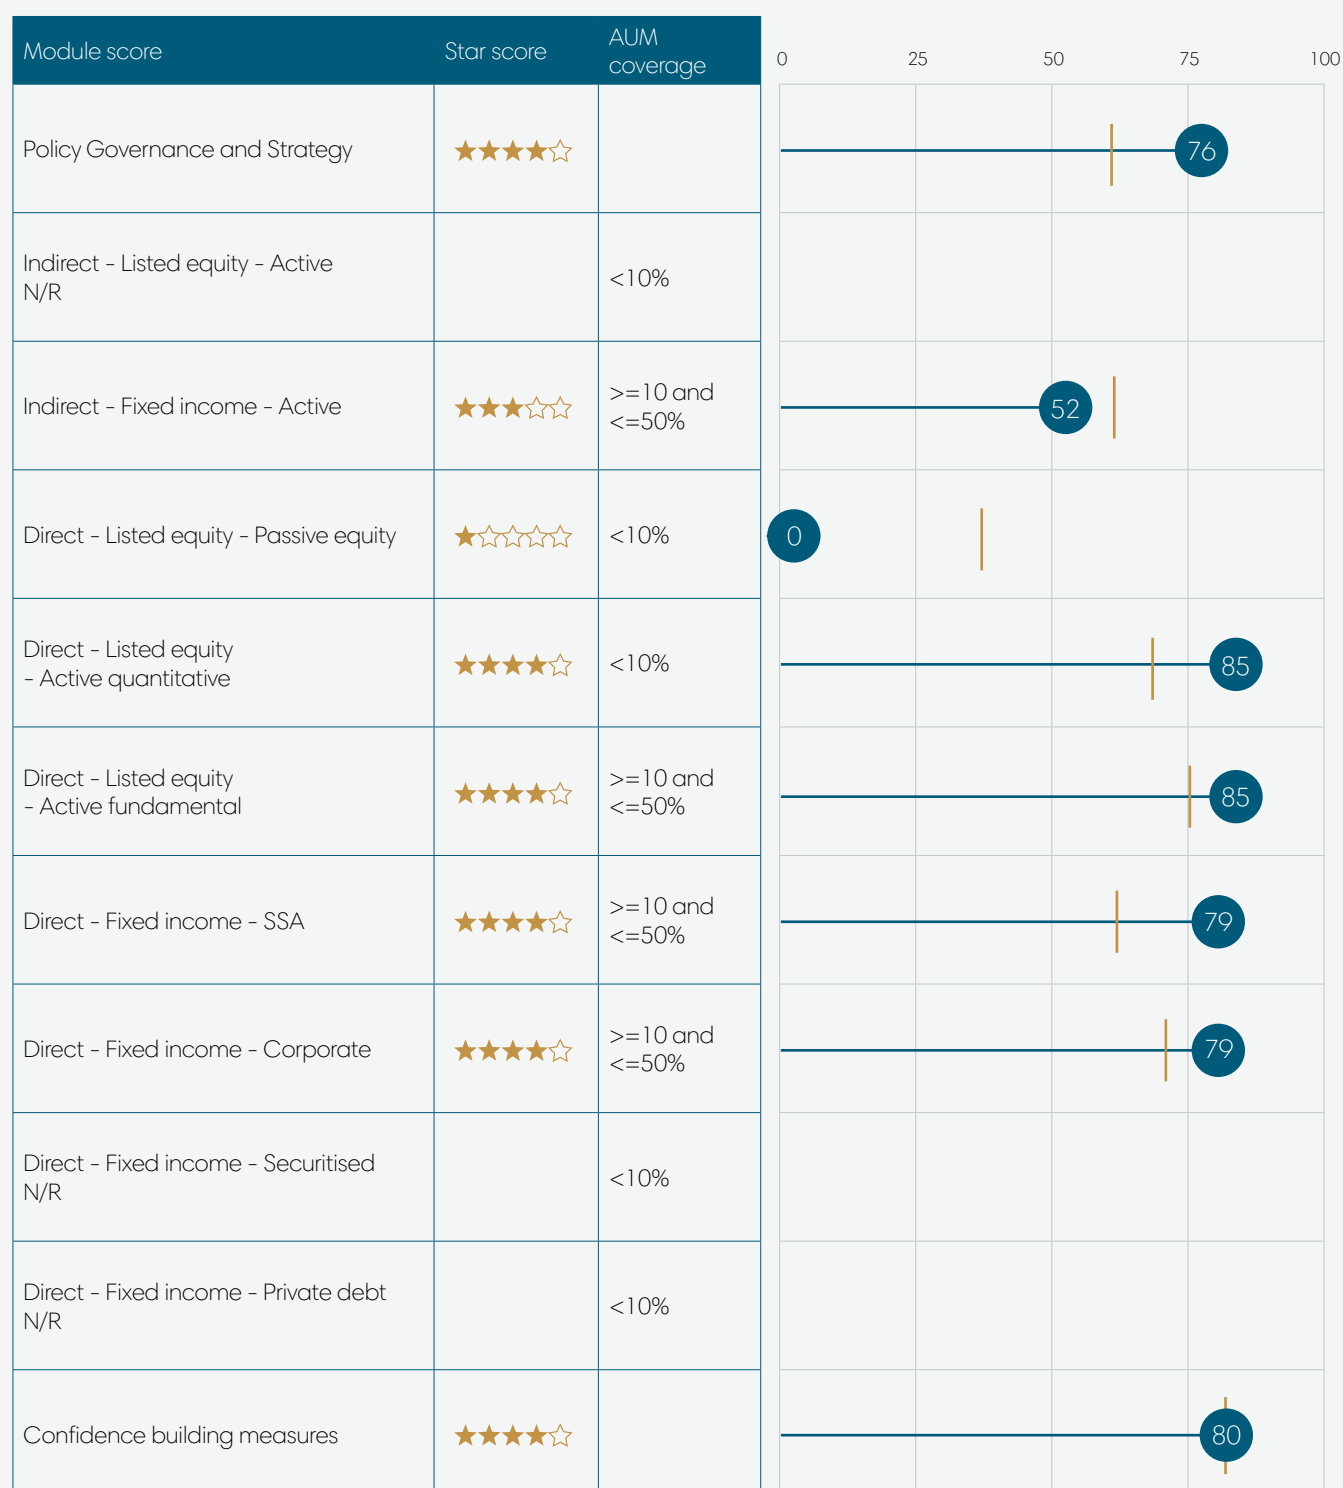 Module score
Star score
AUM
coverage
0
25
50
75
100
Policy Governance and Strategy
76
Indirect - Listed equity - Active
N/R
<10%
Indirect - Fixed income - Active
>=10 and
<=50%
52
Direct - Listed equity - Passive equity
<10%
0
Direct - Listed equity
- Active quantitative
<10%
85
Direct - Listed equity
- Active fundamental
>=10 and
<=50%
85
Direct - Fixed income - SSA
>=10 and
<=50%
79
Direct - Fixed income - Corporate
>=10 and
<=50%
79
Direct - Fixed income - Securitised
N/R
<10%
Direct - Fixed income - Private debt
N/R
<10%
Confidence building measures
80